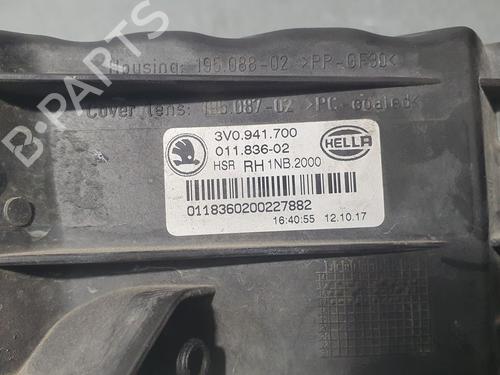 Housing: 195.088-02 >PP-GF30<
Cover lens: 195.087-02 >PC-coated<
3V0.941.700
011.836-02
HELLA
HSR RH 1NB.2000
0118360200227882
16:40:55 12.10.17
B-PARTS